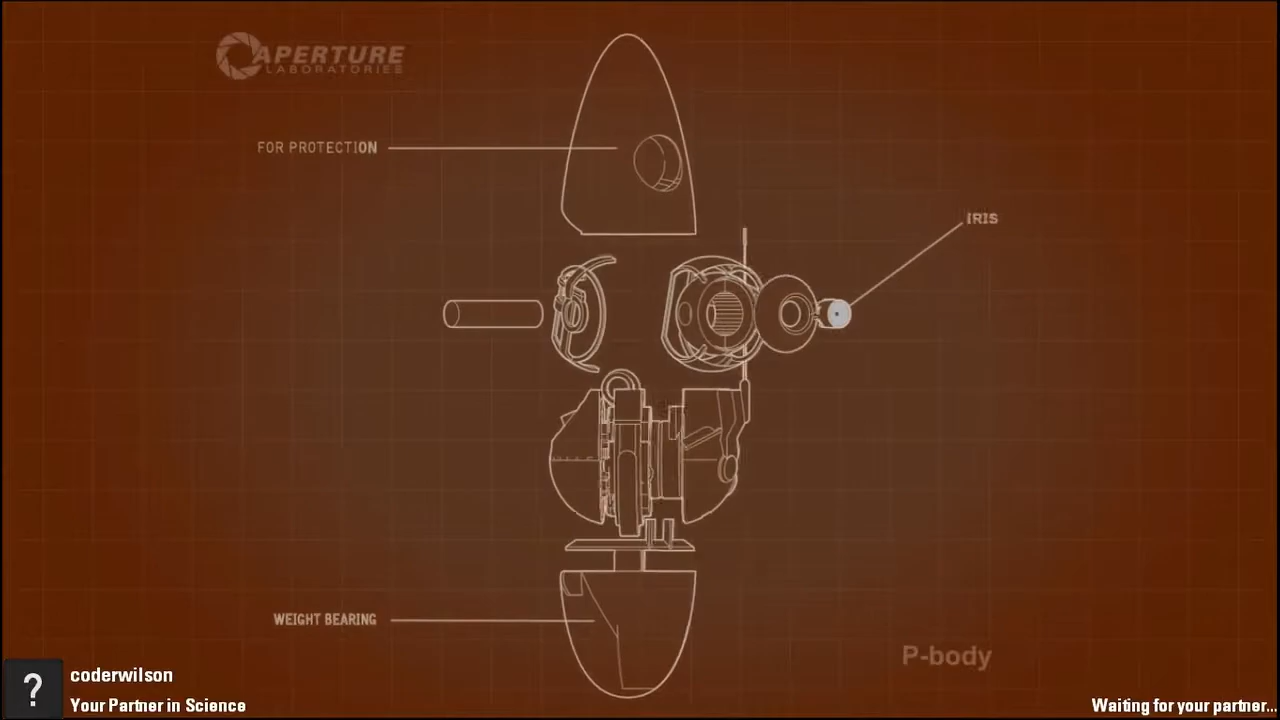 APERTURE
LABORATORIES
FOR PROTECTION
IRIS
WEIGHT BEARING
P-body
?
coderwilson
Your Partner in Science
Waiting for your partner...